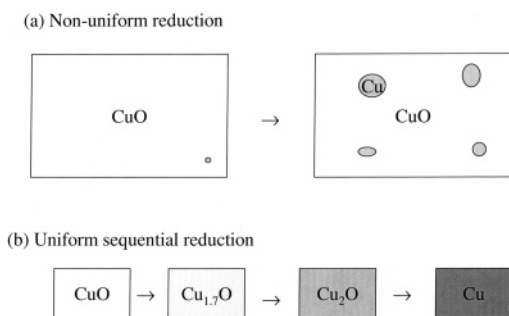 (a) Non-uniform reduction
CuO
→
Cu
CuO
(b) Uniform sequential reduction
CuO → Cu1.7O → Cu2O → Cu